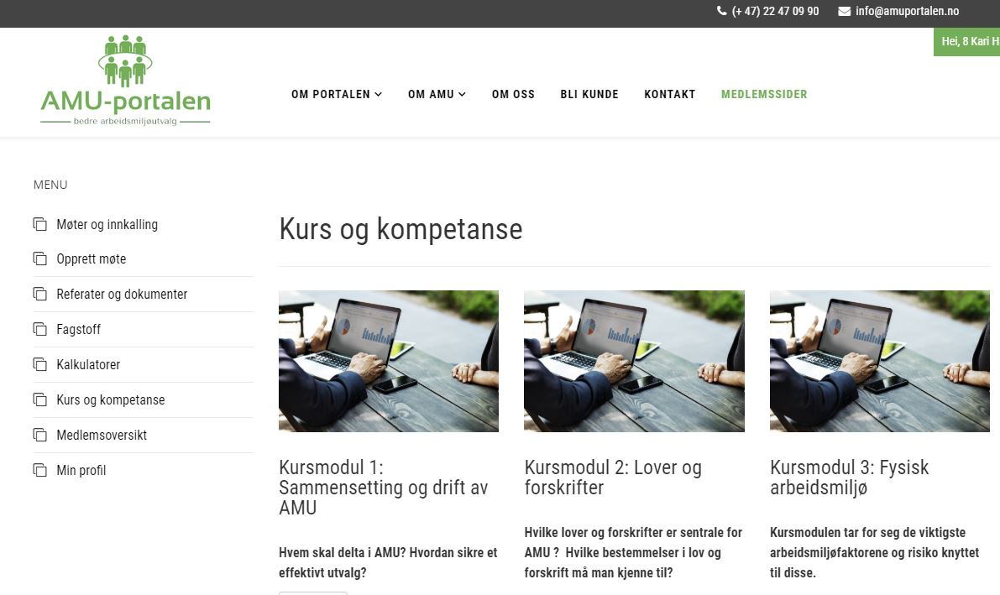 (+ 47) 22 47 09 90 info@amuportalen.no
Hei, 8 Kari H
AMU-portalen
bedre arbeidsmiljøutvalg
OM PORTALEN OM AMU OM OSS BLI KUNDE KONTAKT MEDLEMSSIDER
MENU
Møter og innkalling
Opprett møte
Referater og dokumenter
Fagstoff
Kalkulatorer
Kurs og kompetanse
Medlemsoversikt
Min profil
Kurs og kompetanse
Kursmodul 1:
Sammensetting og drift av
AMU
Hvem skal delta i AMU? Hvordan sikre et
effektivt utvalg?
Kursmodul 2: Lover og
forskrifter
Hvilke lover og forskrifter er sentrale for
AMU ?  Hvilke bestemmelser i lov og
forskrift må man kjenne til?
Kursmodul 3: Fysisk
arbeidsmiljø
Kursmodulen tar for seg de viktigste
arbeidsmiljøfaktorene og risiko knyttet
til disse.